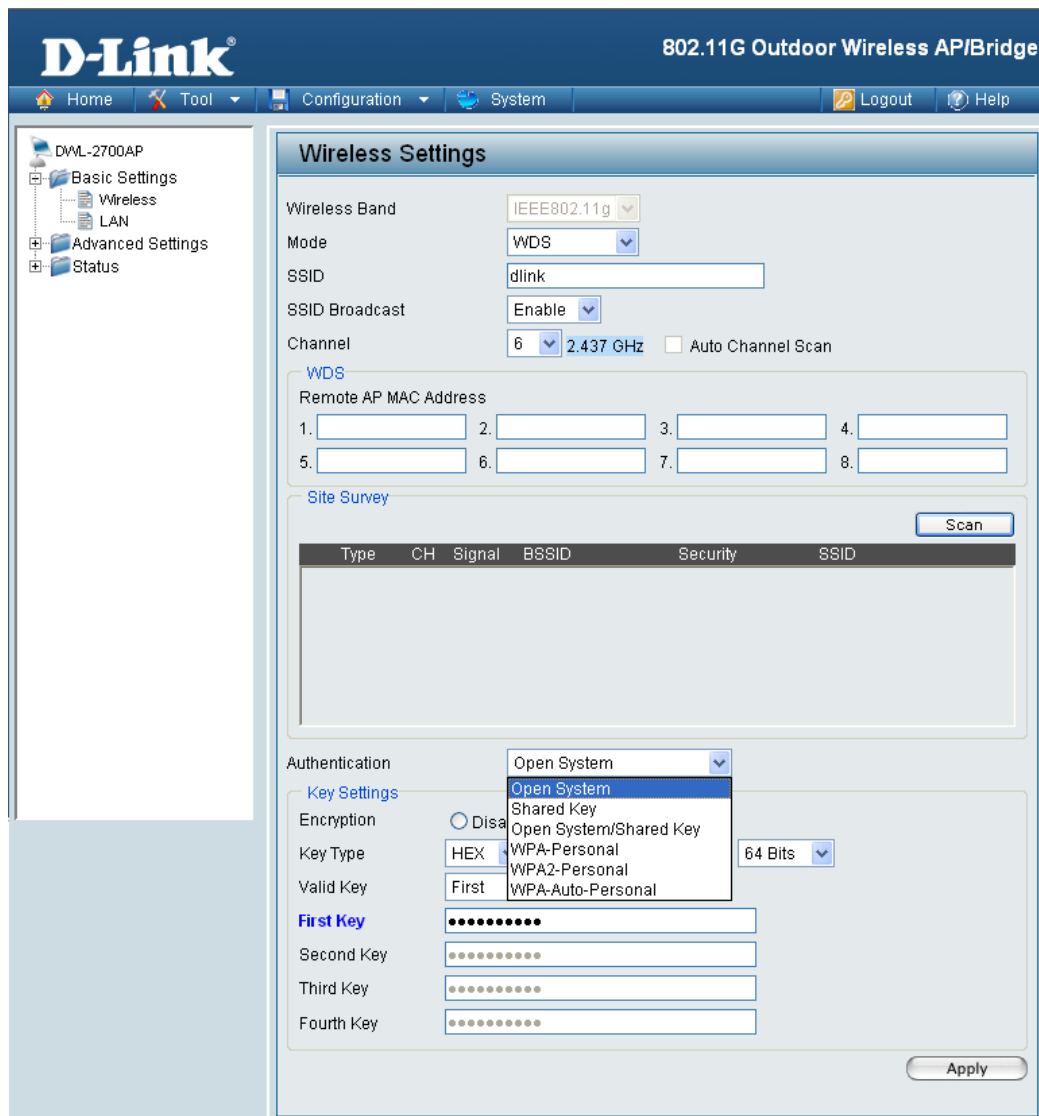 D-Link®
802.11G Outdoor Wireless AP/Bridge
Home Tool Configuration System Logout Help
DWL-2700AP
Basic Settings
Wireless
LAN
Advanced Settings
Status
Wireless Settings
Wireless Band IEEE802.11g
Mode WDS
SSID dlink
SSID Broadcast Enable
Channel 6 2.437 GHz Auto Channel Scan
WDS
Remote AP MAC Address
1. 2. 3. 4.
5. 6. 7. 8.
Site Survey
Scan
Type CH Signal BSSID Security SSID
Authentication Open System
Open System
Shared Key
Open System/Shared Key
WPA-Personal
WPA2-Personal
WPA-Auto-Personal
Key Settings
Encryption Disa
Key Type HEX 64 Bits
Valid Key First
First Key ●●●●●●●●●●
Second Key ●●●●●●●●●●
Third Key ●●●●●●●●●●
Fourth Key ●●●●●●●●●●
Apply